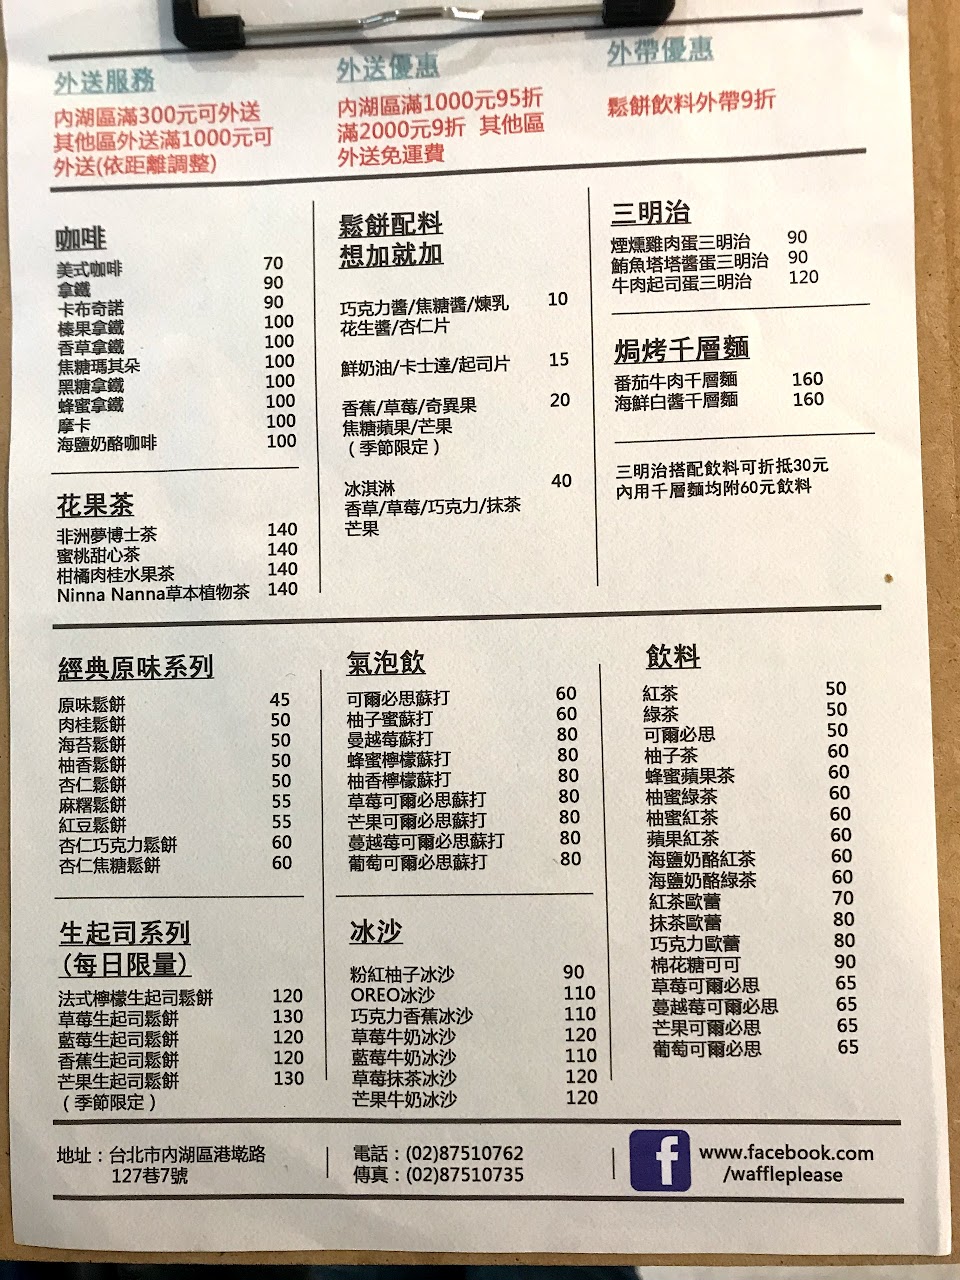 外送服務
內湖區滿300元可外送
其他區外送滿1000元可
外送(依距離調整)
外送優惠
內湖區滿1000元95折
滿2000元9折 其他區
外送免運費
外帶優惠
鬆餅飲料外帶9折
咖啡
美式咖啡 70
拿鐵 90
卡布奇諾 90
榛果拿鐵 100
香草拿鐵 100
焦糖瑪其朵 100
黑糖拿鐵 100
蜂蜜拿鐵 100
摩卡 100
海鹽奶酪咖啡 100
花果茶
非洲夢博士茶 140
蜜桃甜心茶 140
柑橘肉桂水果茶 140
Ninna Nanna草本植物茶 140
鬆餅配料
想加就加
巧克力醬/焦糖醬/煉乳 10
花生醬/杏仁片
鮮奶油/卡士達/起司片 15
香蕉/草莓/奇異果 20
焦糖蘋果/芒果
(季節限定)
冰淇淋 40
香草/草莓/巧克力/抹茶
芒果
三明治
煙燻雞肉蛋三明治 90
鮪魚塔塔醬蛋三明治 90
牛肉起司蛋三明治 120
焗烤千層麵
番茄牛肉千層麵 160
海鮮白醬千層麵 160
三明治搭配飲料可折抵30元
內用千層麵均附60元飲料
經典原味系列
原味鬆餅 45
肉桂鬆餅 50
海苔鬆餅 50
柚香鬆餅 50
杏仁鬆餅 50
麻糬鬆餅 55
紅豆鬆餅 55
杏仁巧克力鬆餅 60
杏仁焦糖鬆餅 60
生起司系列
(每日限量)
法式檸檬生起司鬆餅 120
草莓生起司鬆餅 130
藍莓生起司鬆餅 120
香蕉生起司鬆餅 120
芒果生起司鬆餅 130
(季節限定)
氣泡飲
可爾必思蘇打 60
柚子蜜蘇打 60
蔓越莓蘇打 80
蜂蜜檸檬蘇打 80
柚香檸檬蘇打 80
草莓可爾必思蘇打 80
芒果可爾必思蘇打 80
蔓越莓可爾必思蘇打 80
葡萄可爾必思蘇打 80
冰沙
粉紅柚子冰沙 90
OREO冰沙 110
巧克力香蕉冰沙 110
草莓牛奶冰沙 120
藍莓牛奶冰沙 110
草莓抹茶冰沙 120
芒果牛奶冰沙 120
飲料
紅茶 50
綠茶 50
可爾必思 50
柚子茶 60
蜂蜜蘋果茶 60
柚蜜綠茶 60
柚蜜紅茶 60
蘋果紅茶 60
海鹽奶酪紅茶 60
海鹽奶酪綠茶 60
紅茶歐蕾 70
抹茶歐蕾 80
巧克力歐蕾 80
棉花糖可可 90
草莓可爾必思 65
蔓越莓可爾必思 65
芒果可爾必思 65
葡萄可爾必思 65
地址：台北市內湖區港墘路
127巷7號
電話：(02)87510762
傳真：(02)87510735
f
www.facebook.com
/waffleplease